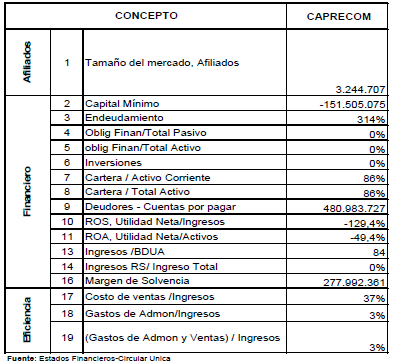 CONCEPTO CAPRECOM
Afiliados
1 Tamaño del mercado, Afiliados 3.244.707
Financiero
2 Capital Mínimo -151.505.075
3 Endeudamiento 314%
4 Oblig Finan/Total Pasivo 0%
5 oblig Finan/Total Activo 0%
6 Inversiones 0%
7 Cartera / Activo Corriente 86%
8 Cartera / Total Activo 86%
9 Deudores - Cuentas por pagar 480.983.727
10 ROS, Utilidad Neta/Ingresos -129,4%
11 ROA, Utilidad Neta/Activos -49,4%
13 Ingresos /BDUA 84
14 Ingresos RS/ Ingreso Total 0%
16 Margen de Solvencia 277.992.361
Eficiencia
17 Costo de ventas /Ingresos 37%
18 Gastos de Admon/Ingresos 3%
19 (Gastos de Admon y Ventas) / Ingresos 3%
Fuente: Estados Financieros-Circular Unica